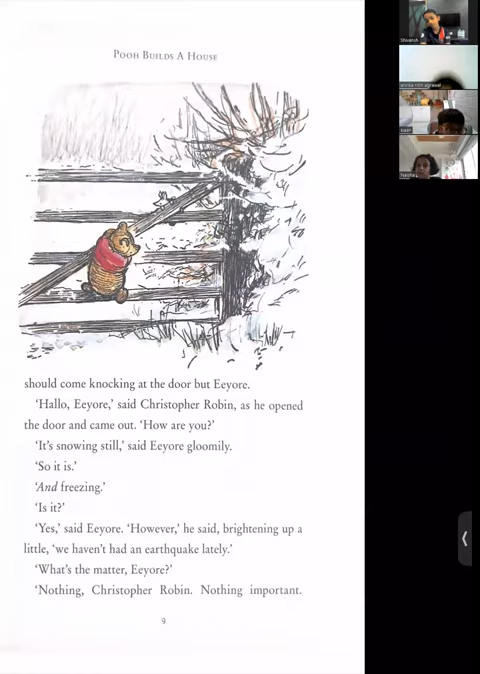 POOH BUILDS A HOUSE
should come knocking at the door but Eeyore.
‘Hallo, Eeyore,’ said Christopher Robin, as he opened
the door and came out. ‘How are you?’
‘It’s snowing still,’ said Eeyore gloomily.
‘So it is.’
‘And freezing.’
‘Is it?’
‘Yes,’ said Eeyore. ‘However,’ he said, brightening up a
little, ‘we haven’t had an earthquake lately.’
‘What’s the matter, Eeyore?’
‘Nothing, Christopher Robin. Nothing important.
9
Shivansh